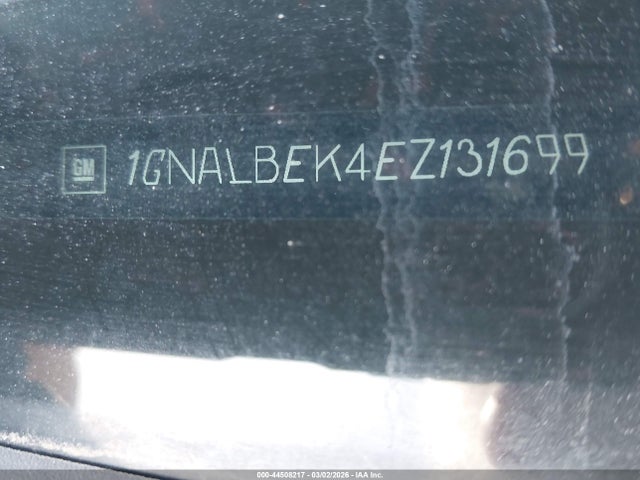 GM 1GNALBEK4EZ131699
000-44508217 - 03/02/2026 - IAA Inc.